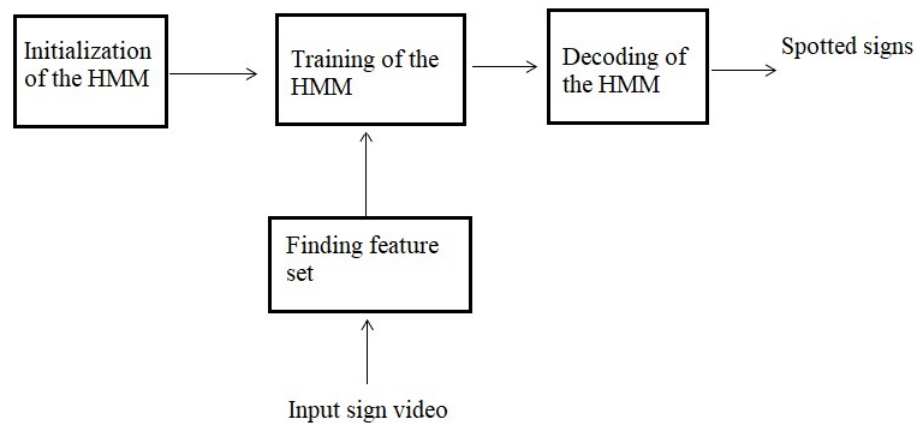 Initialization
of the HMM
Training of the
HMM
Decoding of
the HMM
Spotted signs
Finding feature
set
Input sign video